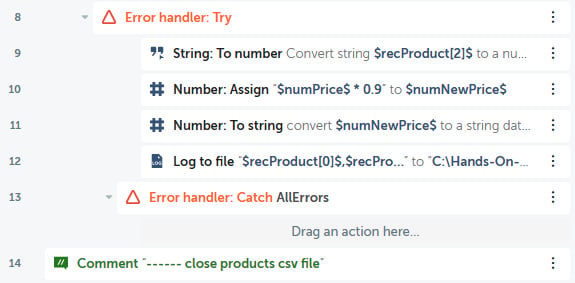 8 Error handler: Try
9 String: To number Convert string $recProduct[2]$ to a nu...
10 Number: Assign "$numPrice$ * 0.9" to $numNewPrice$
11 Number: To string convert $numNewPrice$ to a string dat...
12 LOG Log to file "$recProduct[0]$,$recPro..." to "C:\Hands-On-...
13 Error handler: Catch AllErrors
Drag an action here...
14 // Comment "------ close products csv file"